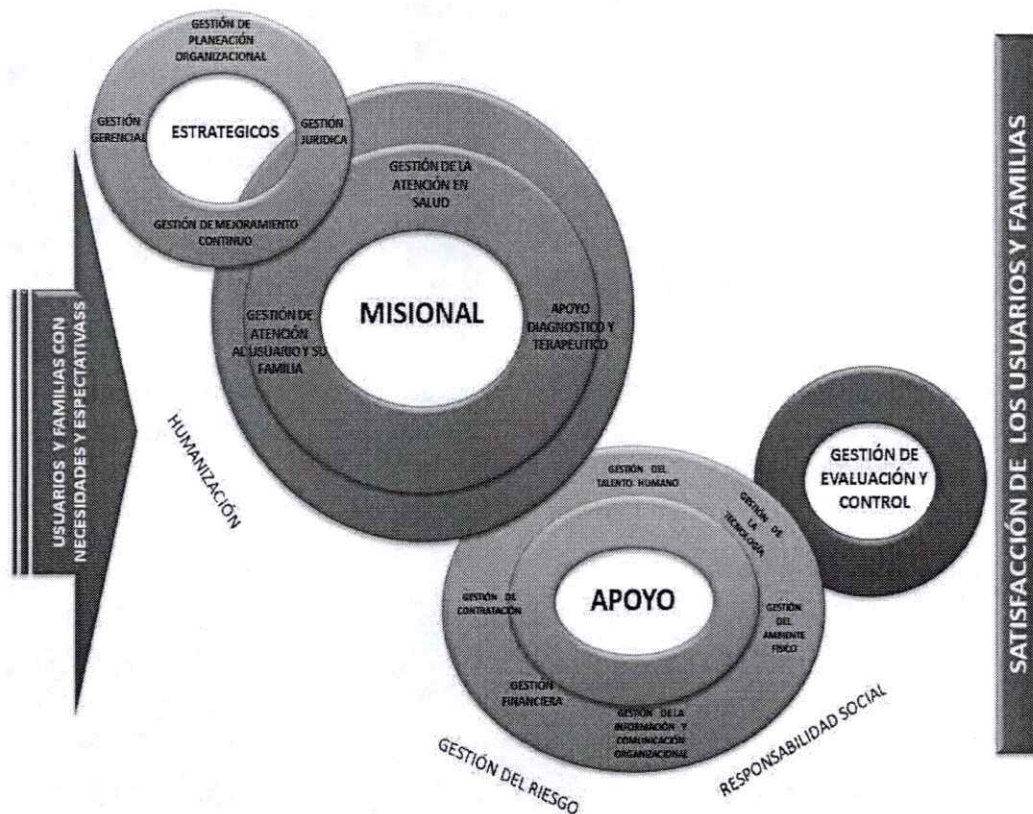 GESTIÓN DE
PLANEACIÓN
ORGANIZACIONAL
GESTIÓN
GERENCIAL
ESTRATEGICOS
GESTIÓN
JURIDICA
GESTIÓN DE MEJORAMIENTO
CONTINUO
GESTIÓN DE LA
ATENCIÓN EN
SALUD
MISIONAL
GESTIÓN DE
ATENCIÓN
AL USUARIO Y SU
FAMILIA
APOYO
DIAGNOSTICO Y
TERAPEUTICO
USUARIOS Y FAMILIAS CON
NECESIDADES Y ESPECTATIVASS
HUMANIZACIÓN
GESTIÓN DEL
TALENTO HUMANO
GESTIÓN DE
LA
TECNOLOGÍA
GESTIÓN DE
CONTRATACIÓN
APOYO
GESTIÓN
DEL
AMBIENTE
FISICO
GESTIÓN
FINANCIERA
GESTIÓN DE LA
INFORMACIÓN Y
COMUNICACIÓN
ORGANIZACIONAL
GESTIÓN DE
EVALUACIÓN Y
CONTROL
GESTIÓN DEL RIESGO
RESPONSABILIDAD SOCIAL
SATISFACCIÓN DE LOS USUARIOS Y FAMILIAS